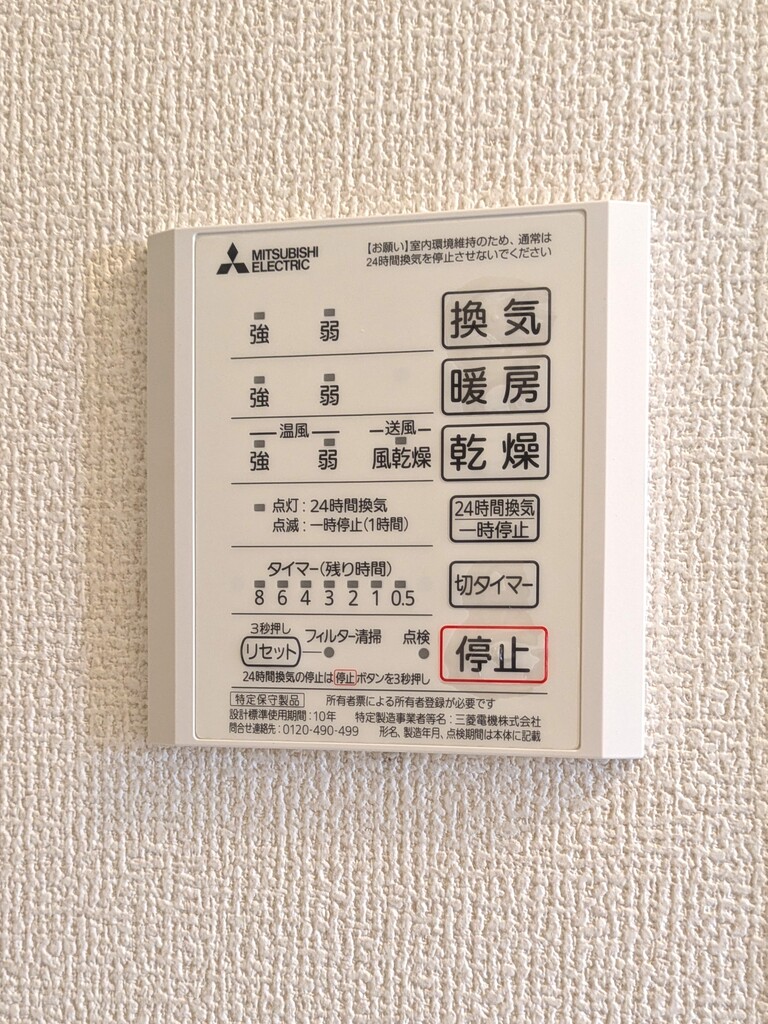 MITSUBISHI
ELECTRIC
【お願い】室内環境維持のため、通常は
24時間換気を停止させないでください
強 弱 換気
強 弱 暖房
温風 送風
強 弱 風乾燥 乾燥
点灯:24時間換気
点滅:一時停止(1時間)
24時間換気
一時停止
タイマー(残り時間)
8 6 4 3 2 1 0.5
切タイマー
3秒押し
リセット フィルター清掃 点検
停止
24時間換気の停止は停止ボタンを3秒押し
特定保守製品 所有者票による所有者登録が必要です
設計標準使用期間:10年 特定製造事業者等名:三菱電機株式会社
問合せ連絡先:0120-490-499 形名、製造年月、点検期間は本体に記載